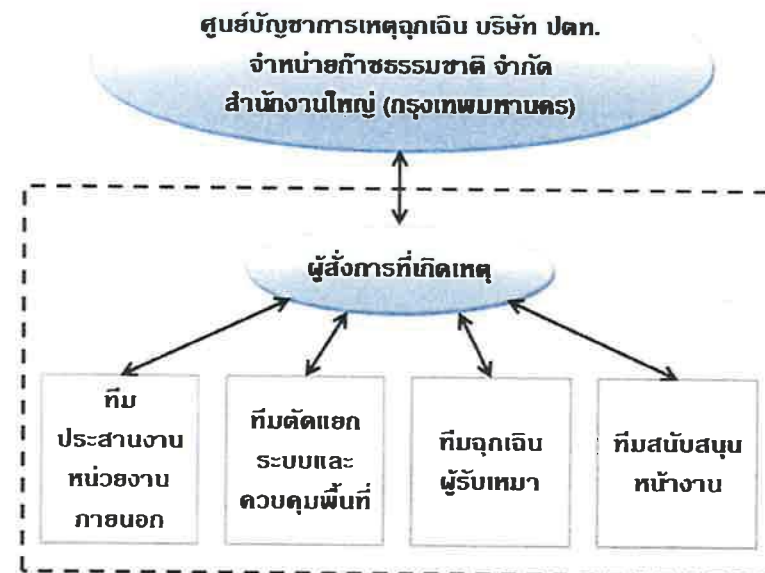 ศูนย์บัญชาการเหตุฉุกเฉิน บริษัท ปตท.
จำหน่ายก๊าซธรรมชาติ จำกัด
สำนักงานใหญ่ (กรุงเทพมหานคร)
ผู้สั่งการที่เกิดเหตุ
ทีม
ประสานงาน
หน่วยงาน
ภายนอก
ทีมตัดแยก
ระบบและ
ควบคุมพื้นที่
ทีมฉุกเฉิน
ผู้รับเหมา
ทีมสนับสนุน
หน้างาน